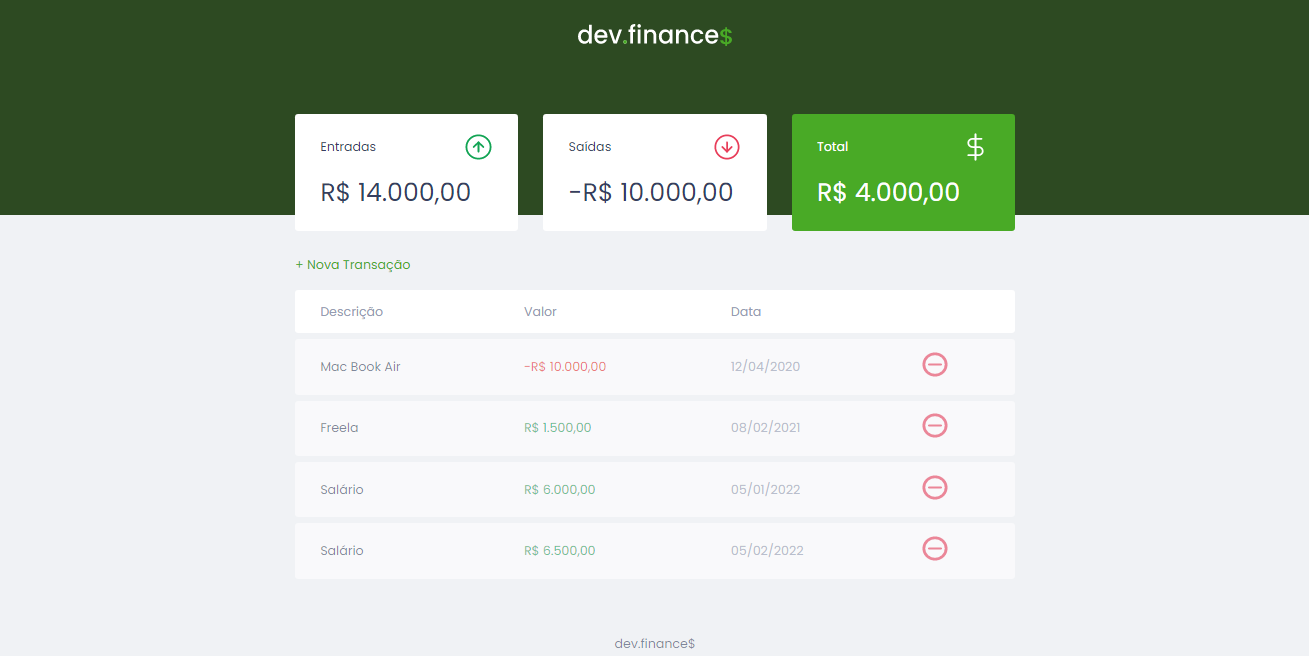 dev.finance$
Entradas
R$ 14.000,00
Saídas
-R$ 10.000,00
Total
$
R$ 4.000,00
+ Nova Transação
Descrição Valor Data
Mac Book Air -R$ 10.000,00 12/04/2020
Freela R$ 1.500,00 08/02/2021
Salário R$ 6.000,00 05/01/2022
Salário R$ 6.500,00 05/02/2022
dev.finance$